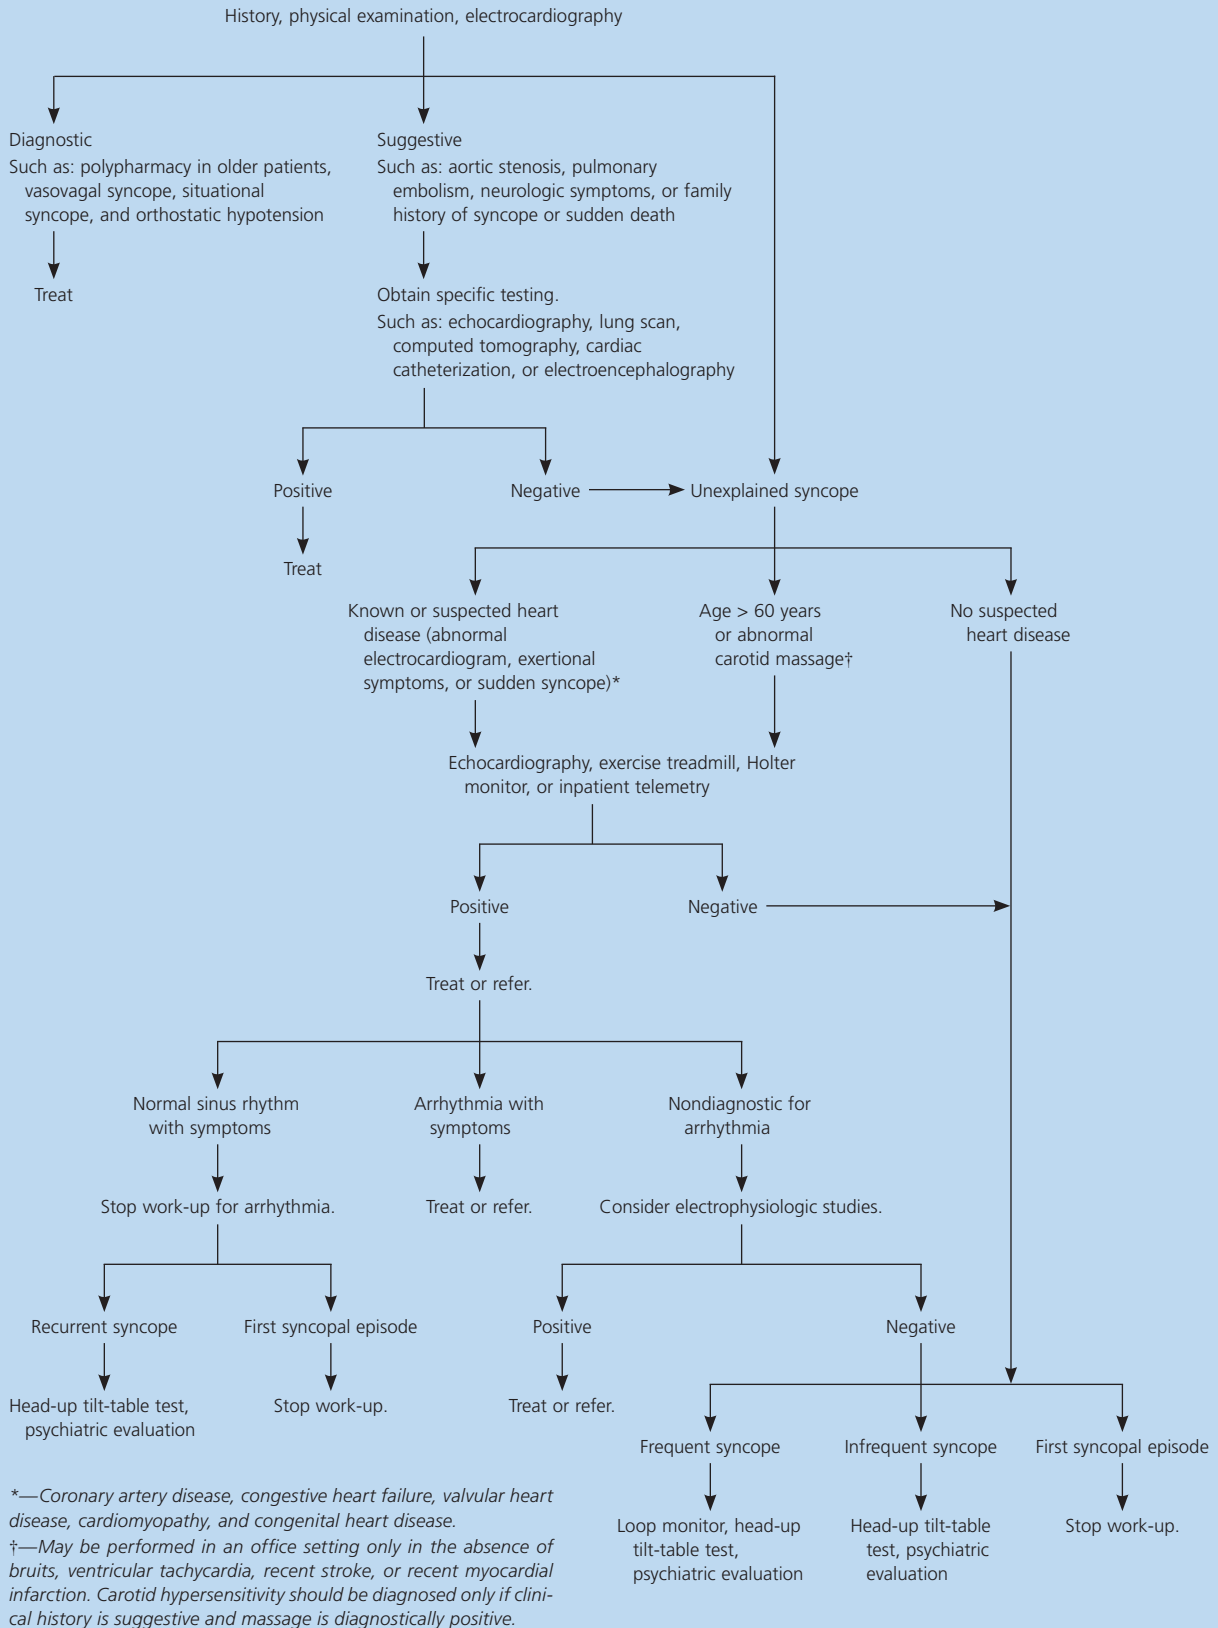 History, physical examination, electrocardiography
Diagnostic
Such as: polypharmacy in older patients,
vasovagal syncope, situational
syncope, and orthostatic hypotension
Suggestive
Such as: aortic stenosis, pulmonary
embolism, neurologic symptoms, or family
history of syncope or sudden death
Treat
Obtain specific testing.
Such as: echocardiography, lung scan,
computed tomography, cardiac
catheterization, or electroencephalography
Positive
Negative
Unexplained syncope
Treat
Known or suspected heart
disease (abnormal
electrocardiogram, exertional
symptoms, or sudden syncope)*
Age > 60 years
or abnormal
carotid massage†
No suspected
heart disease
Echocardiography, exercise treadmill, Holter
monitor, or inpatient telemetry
Positive
Negative
Treat or refer.
Normal sinus rhythm
with symptoms
Arrhythmia with
symptoms
Nondiagnostic for
arrhythmia
Stop work-up for arrhythmia.
Treat or refer.
Consider electrophysiologic studies.
Recurrent syncope
First syncopal episode
Positive
Negative
Head-up tilt-table test,
psychiatric evaluation
Stop work-up.
Treat or refer.
Frequent syncope
Infrequent syncope
First syncopal episode
Loop monitor, head-up
tilt-table test,
psychiatric evaluation
Head-up tilt-table
test, psychiatric
evaluation
Stop work-up.
*—Coronary artery disease, congestive heart failure, valvular heart
disease, cardiomyopathy, and congenital heart disease.
†—May be performed in an office setting only in the absence of
bruits, ventricular tachycardia, recent stroke, or recent myocardial
infarction. Carotid hypersensitivity should be diagnosed only if clini-
cal history is suggestive and massage is diagnostically positive.